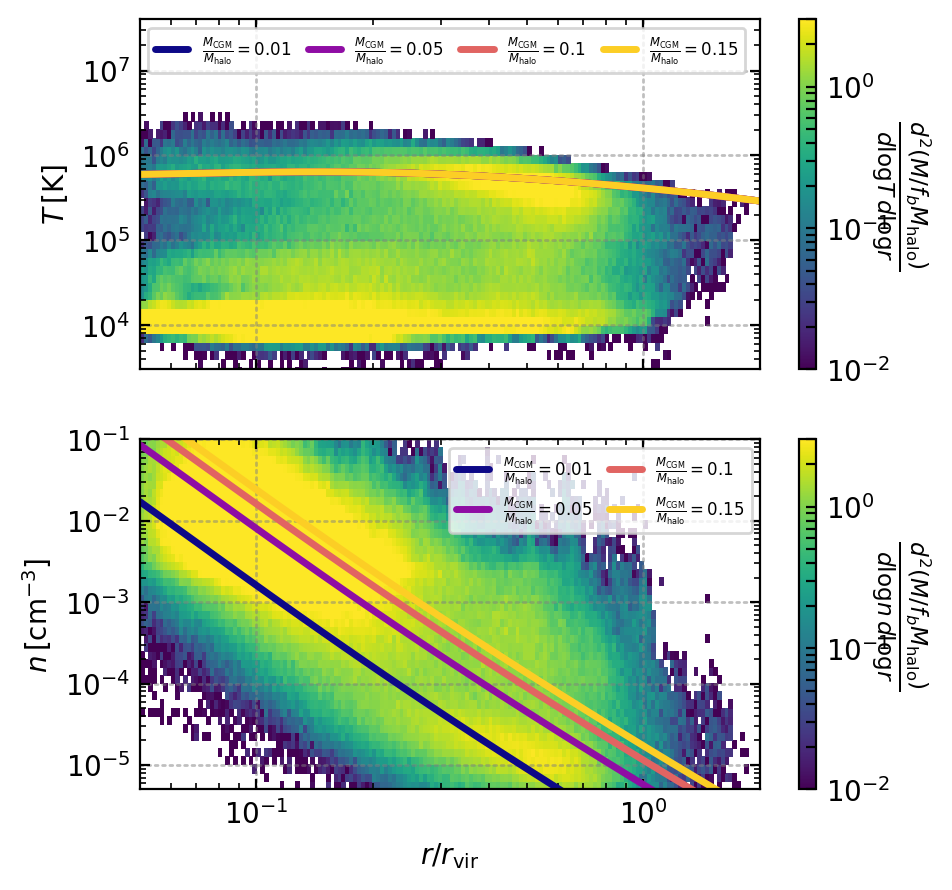 M_CGM/M_halo = 0.01 M_CGM/M_halo = 0.05 M_CGM/M_halo = 0.1 M_CGM/M_halo = 0.15
T [K]
10^7
10^6
10^5
10^4
10^0
10^-1
10^-2
d^2(M/f_b M_halo)
dlogT dlogr
M_CGM/M_halo = 0.01 M_CGM/M_halo = 0.1
M_CGM/M_halo = 0.05 M_CGM/M_halo = 0.15
n [cm^-3]
10^-1
10^-2
10^-3
10^-4
10^-5
10^0
10^-1
10^-2
d^2(M/f_b M_halo)
dlogn dlogr
10^-1 10^0
r/r_vir